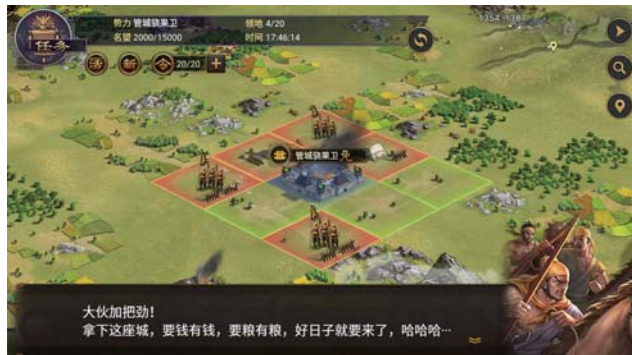 势力 管城骁果卫
领地 4/20
名望 2000/15000
时间 17:46:14
任务
活
新
令
20/20
管城骁果卫
免
大伙加把劲！
拿下这座城，要钱有钱，要粮有粮，好日子就要来了，哈哈哈…